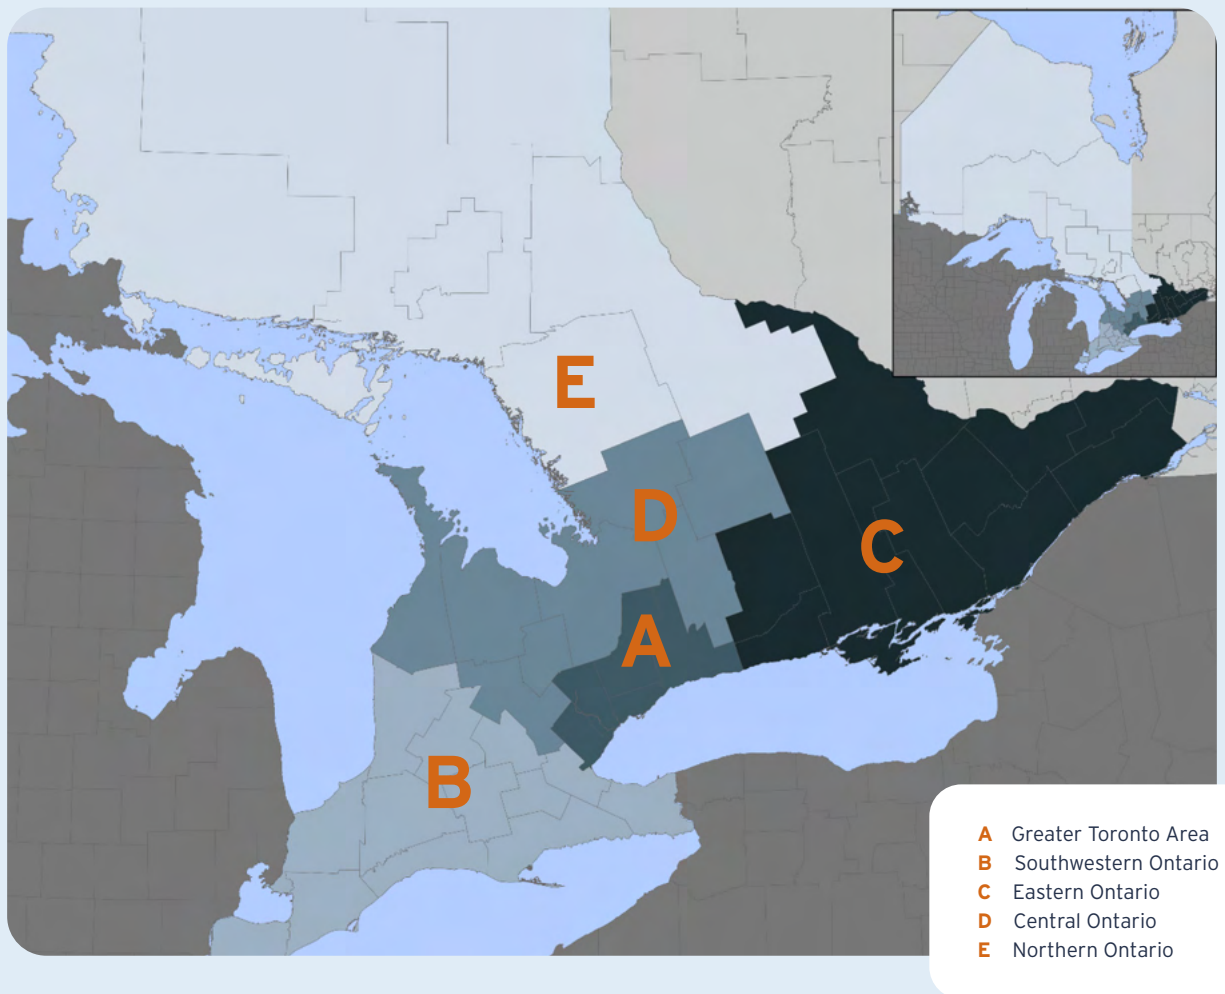 E
D
C
A
B
A Greater Toronto Area
B Southwestern Ontario
C Eastern Ontario
D Central Ontario
E Northern Ontario